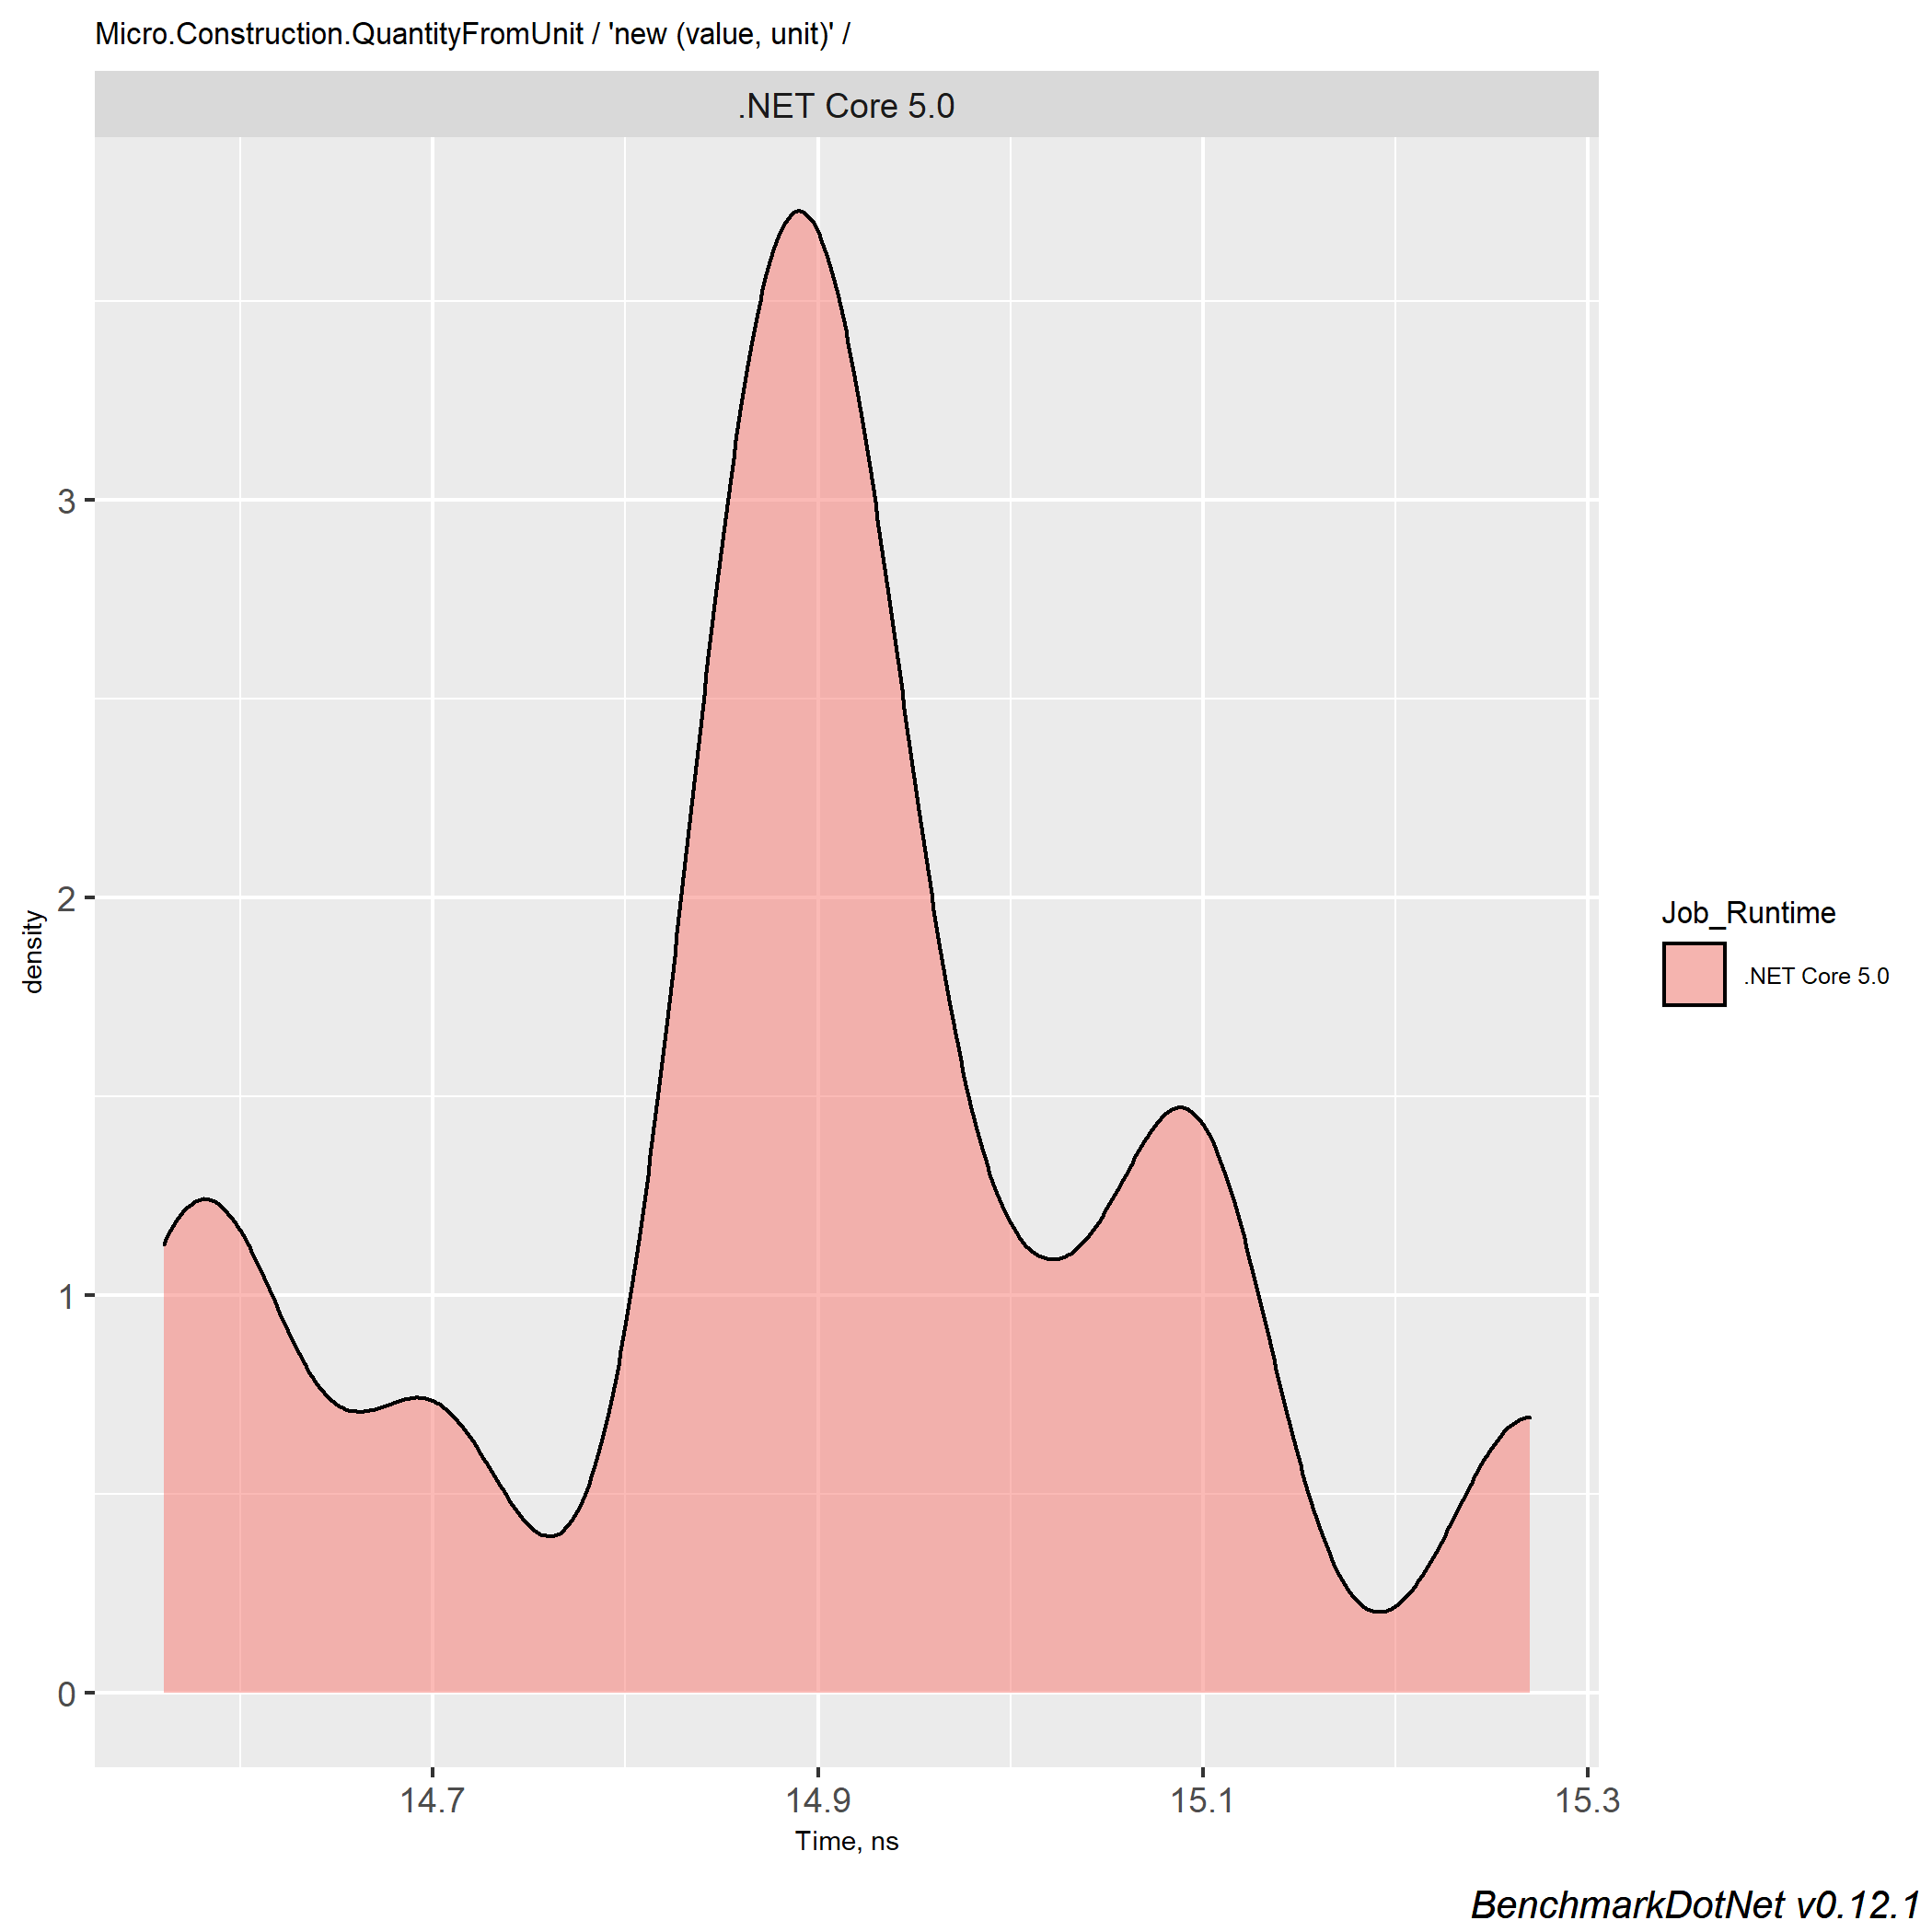 Micro.Construction.QuantityFromUnit / 'new (value, unit)' /
.NET Core 5.0
3
2
1
0
density
14.7 14.9 15.1 15.3
Time, ns
Job_Runtime
.NET Core 5.0
BenchmarkDotNet v0.12.1